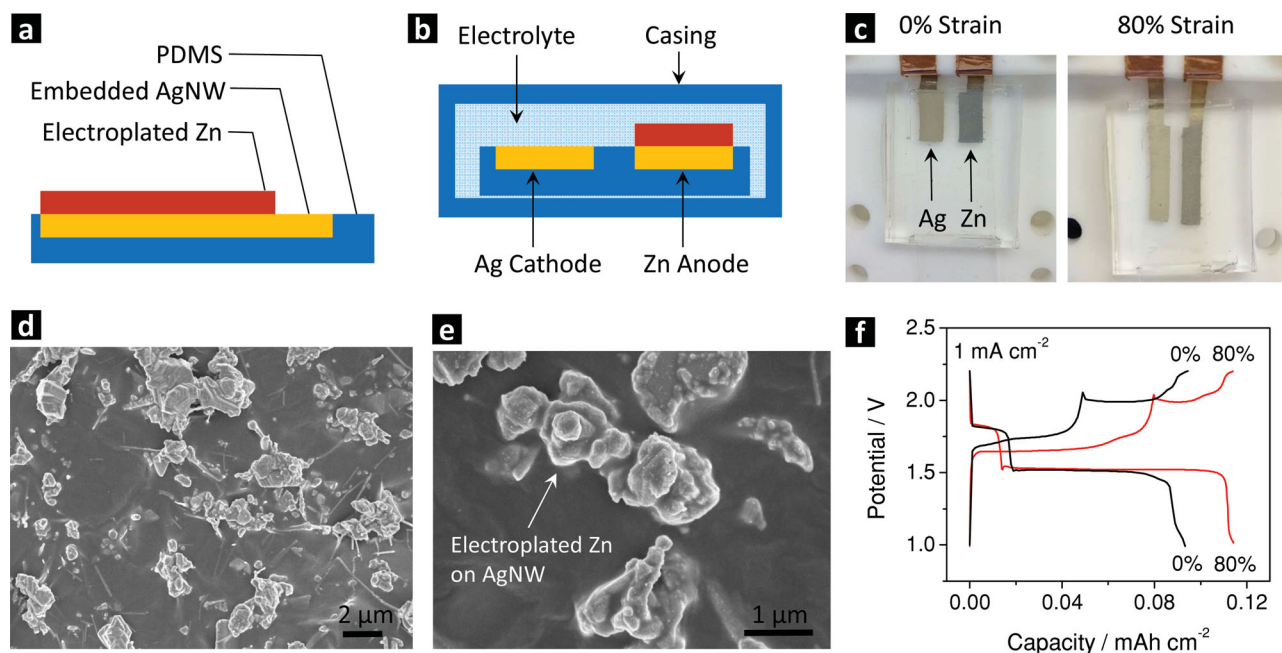 a
PDMS
Embedded AgNW
Electroplated Zn
b
Electrolyte
Casing
Ag Cathode
Zn Anode
c
0% Strain
80% Strain
Ag
Zn
d
2 μm
e
Electroplated Zn
on AgNW
1 μm
f
1 mA cm⁻²
0%
80%
0%
80%
2.5
2.0
1.5
1.0
Potential / V
0.00
0.04
0.08
0.12
Capacity / mAh cm⁻²